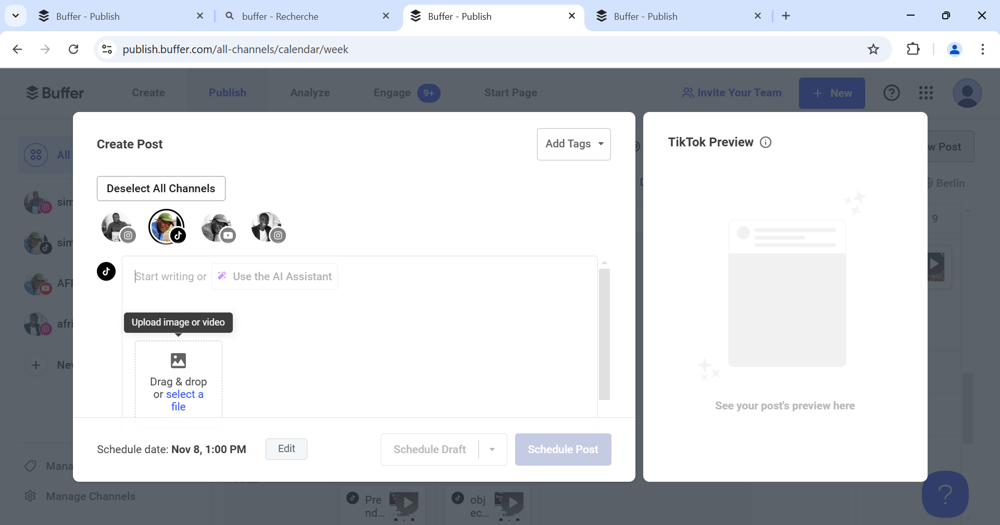 Buffer - Publish
buffer - Recherche
Buffer - Publish
Buffer - Publish
publish.buffer.com/all-channels/calendar/week
Buffer
Create
Publish
Analyze
Engage
9+
Start Page
Invite Your Team
New
Create Post
Add Tags
TikTok Preview
w Post
All
Deselect All Channels
Berlin
sim
9
sim
Start writing or
Use the AI Assistant
AFI
Upload image or video
afri
Drag & drop
or select a
file
New
See your post's preview here
Schedule date: Nov 8, 1:00 PM
Edit
Schedule Draft
Schedule Post
Mana
Manage Channels
Pre
nd...
CEDRIC
obj
ec...
CEDRIC